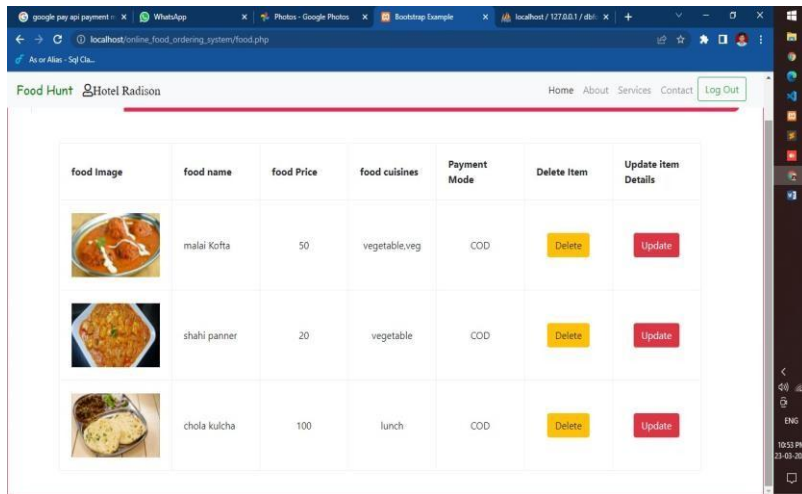 google pay api payment m
WhatsApp
Photos - Google Photos
Bootstrap Example
localhost / 127.0.0.1 / dbl
localhost/online_food_ordering_system/food.php
As or Alias - Sql Cla...
Food Hunt Hotel Radison
Home About Services Contact Log Out
food Image food name food Price food cuisines Payment Mode Delete Item Update item Details
malai Kofta 50 vegetable,veg COD Delete Update
shahi panner 20 vegetable COD Delete Update
chola kulcha 100 lunch COD Delete Update
ENG
10:53 PM
23-03-20